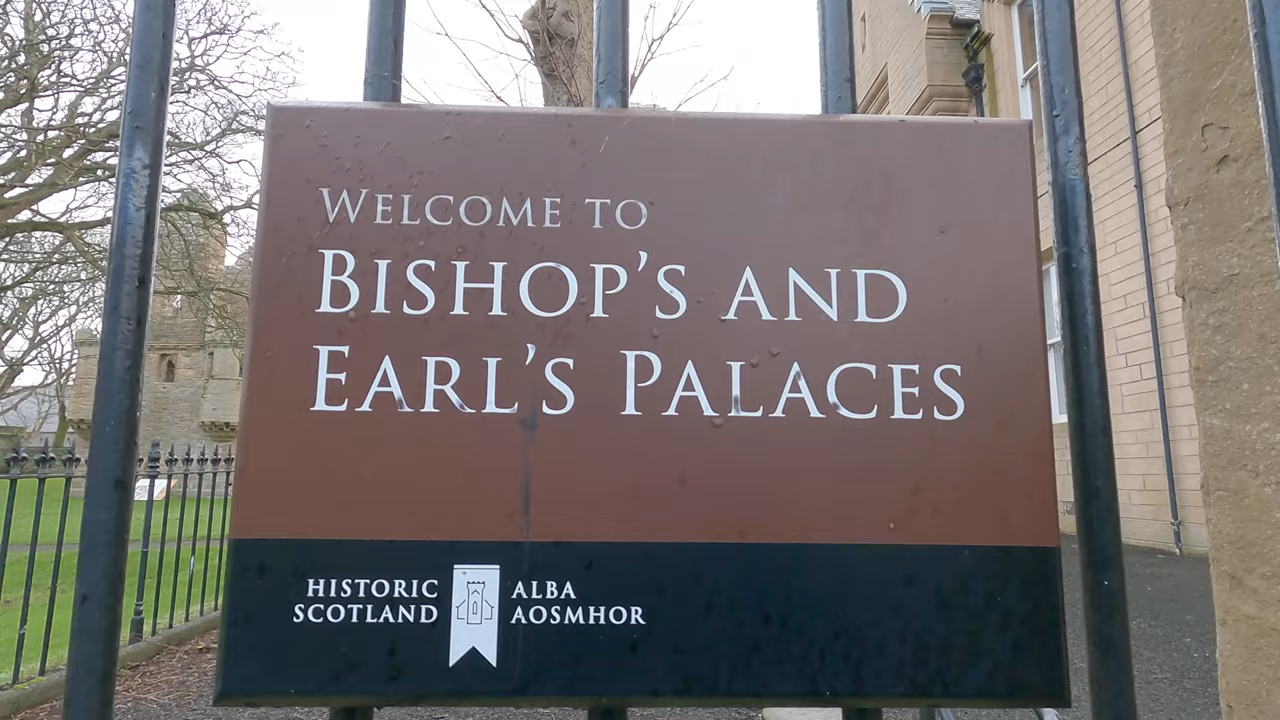 WELCOME TO
BISHOP'S AND
EARL'S PALACES
HISTORIC SCOTLAND
ALBA AOSMHOR